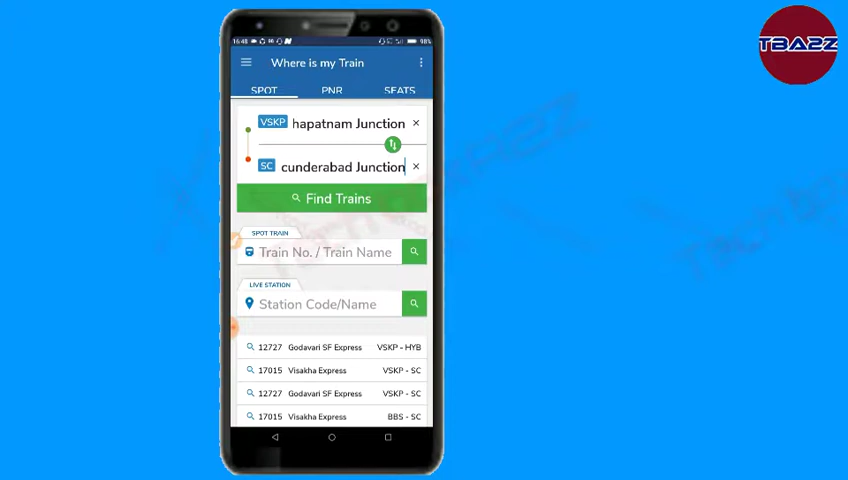 TBA2Z
16:48
98%
Where is my Train
SPOT PNR SEATS
VSKP hapatnam Junction ×
SC cunderabad Junction ×
Find Trains
SPOT TRAIN
Train No. / Train Name
LIVE STATION
Station Code/Name
12727 Godavari SF Express VSKP - HYB
17015 Visakha Express VSKP - SC
12727 Godavari SF Express VSKP - SC
17015 Visakha Express BBS - SC